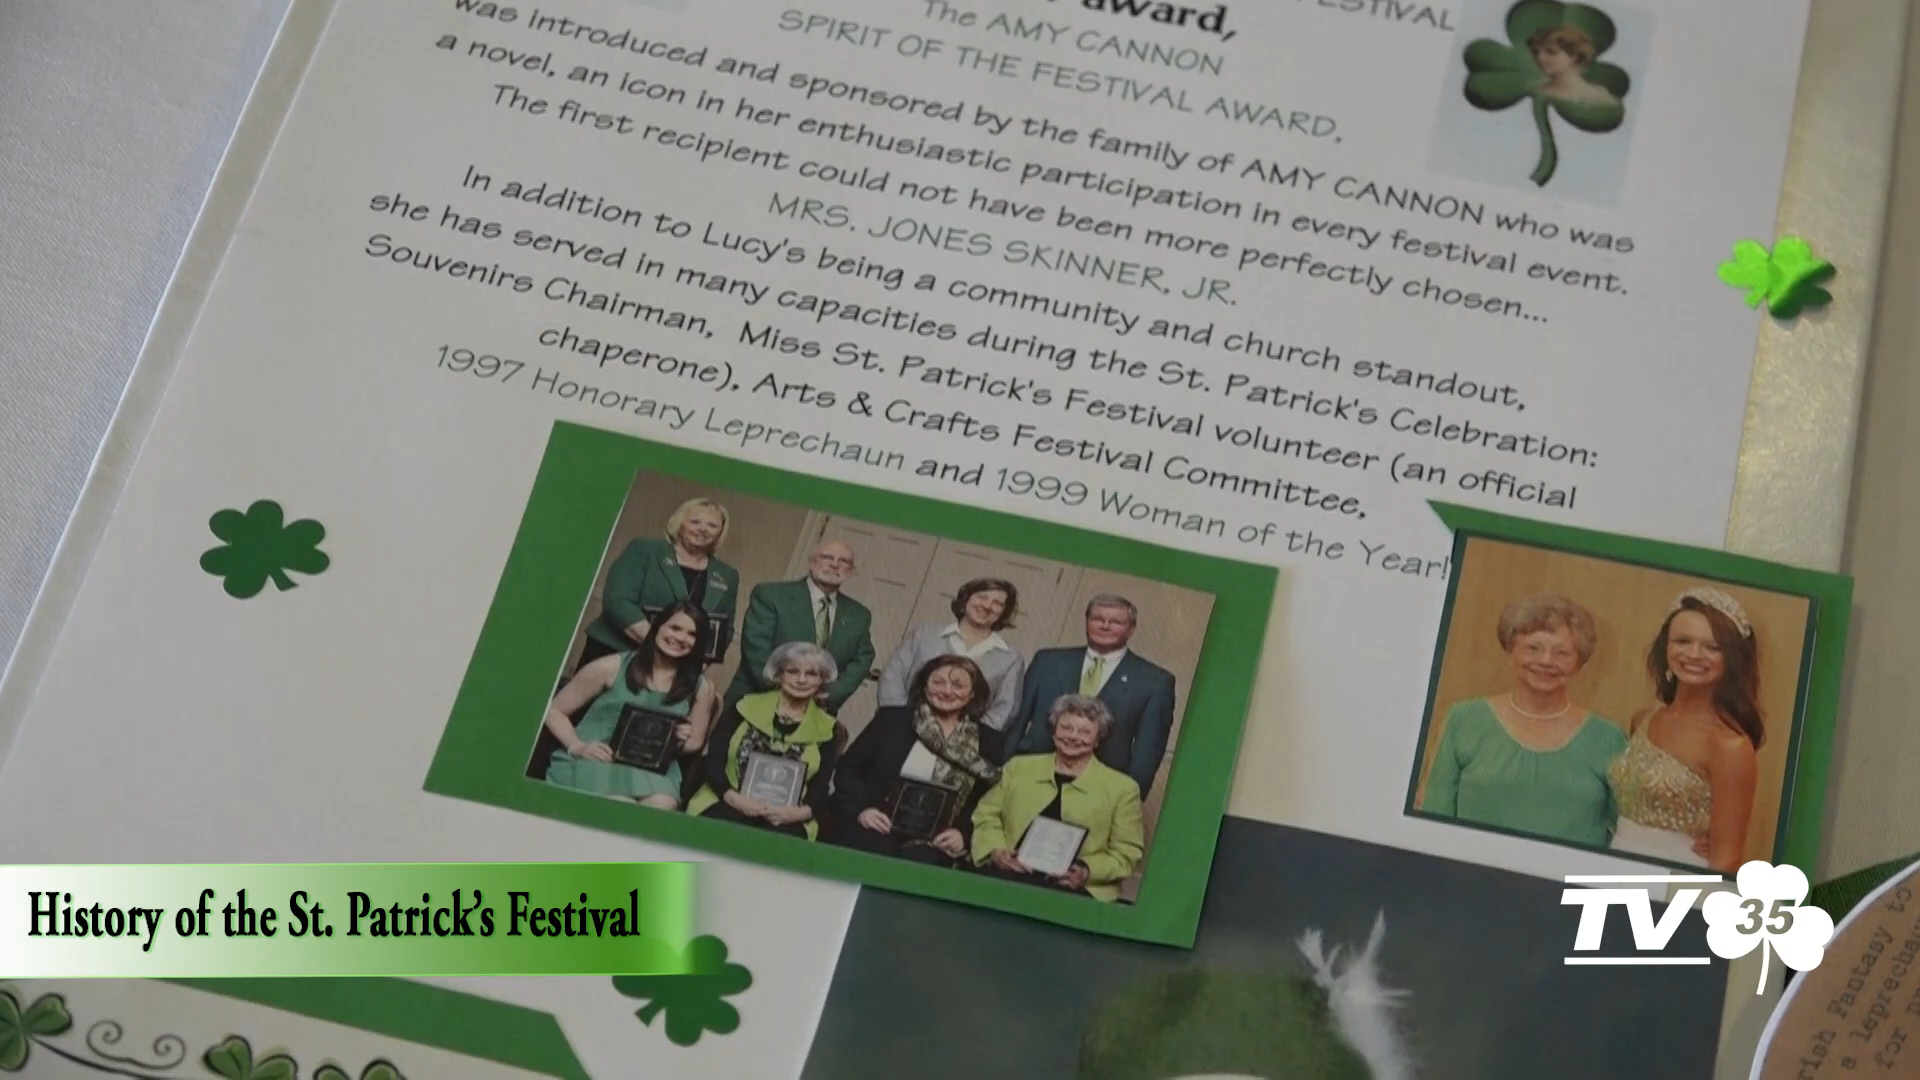 FESTIVAL
award,
The AMY CANNON
SPIRIT OF THE FESTIVAL AWARD,
was introduced and sponsored by the family of AMY CANNON who was
a novel, an icon in her enthusiastic participation in every festival event.
The first recipient could not have been more perfectly chosen...
MRS. JONES SKINNER, JR.
In addition to Lucy's being a community and church standout,
she has served in many capacities during the St. Patrick's Celebration:
Souvenirs Chairman, Miss St. Patrick's Festival volunteer (an official
chaperone), Arts & Crafts Festival Committee,
1997 Honorary Leprechaun and 1999 Woman of the Year!
History of the St. Patrick's Festival
TV 35
Fantasy to
a leprechaun
for